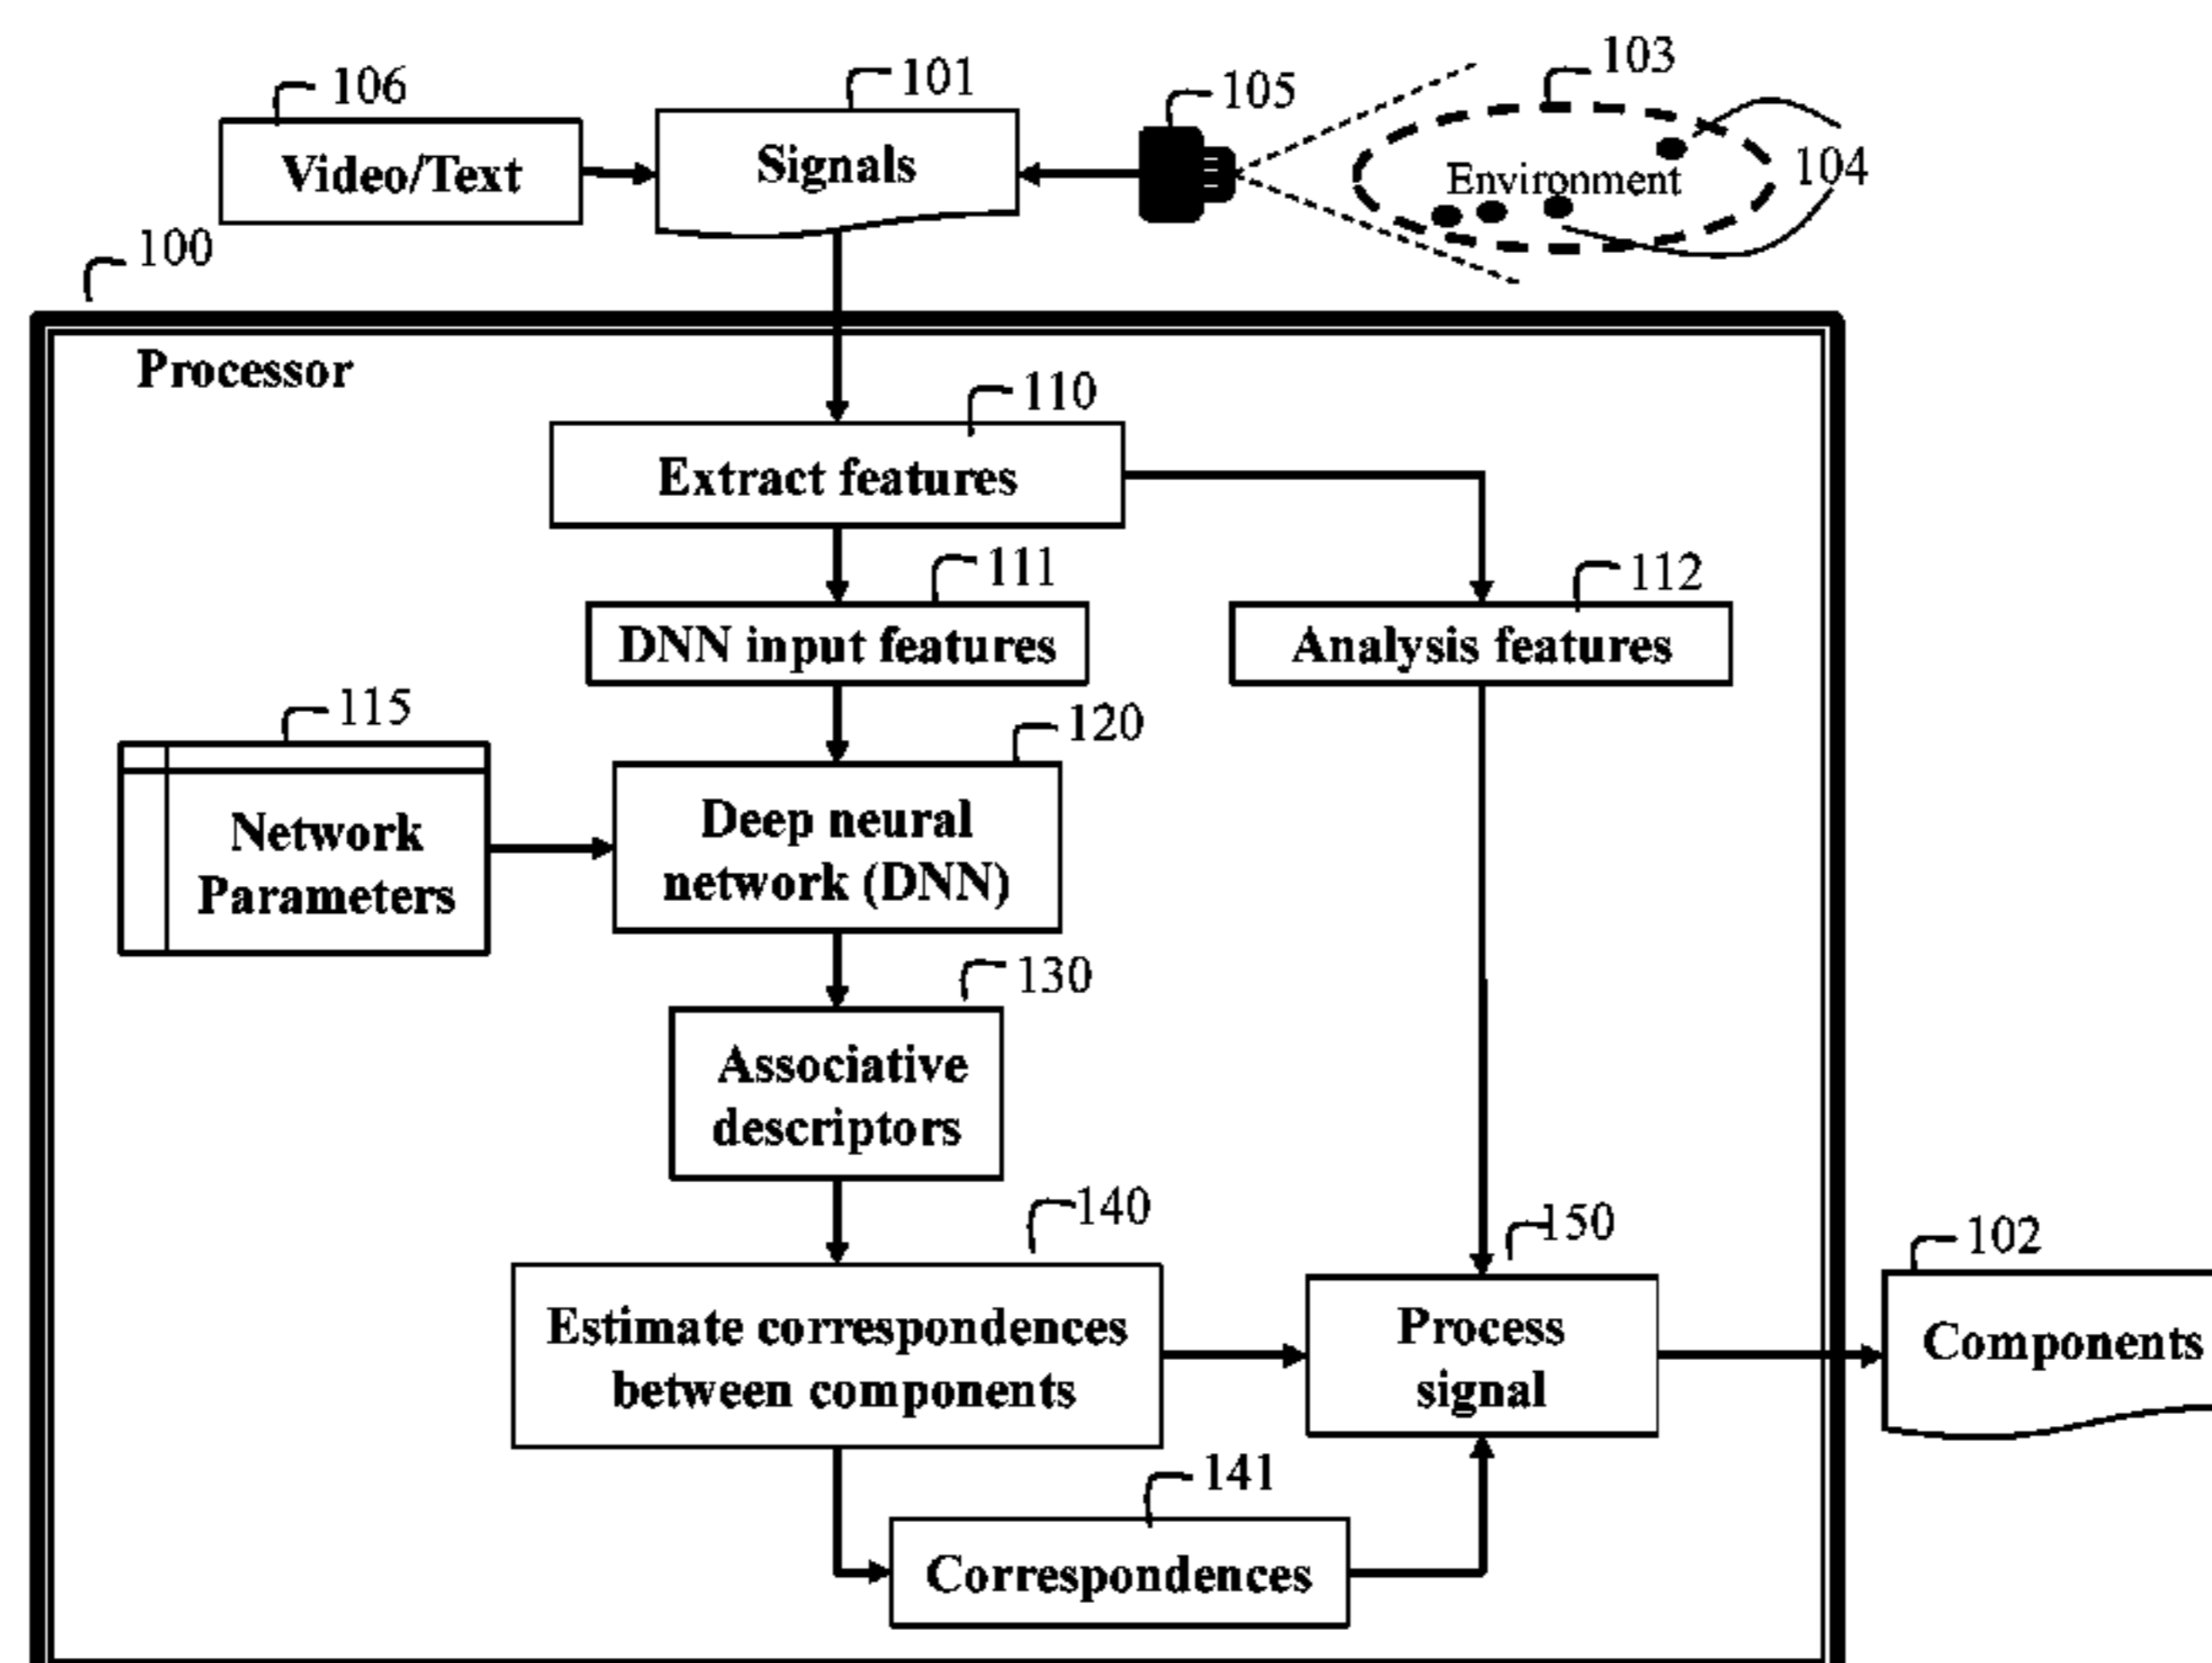 106
101
105
103
Video/Text
Signals
Environment
104
100
Processor
110
Extract features
111
112
DNN input features
Analysis features
115
120
Network
Parameters
Deep neural
network (DNN)
130
Associative
descriptors
140
150
102
Estimate correspondences
between components
Process
signal
Components
141
Correspondences